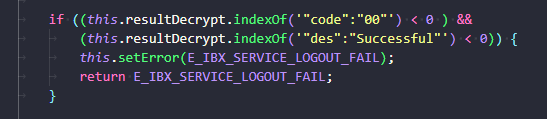 if ((this.resultDecrypt.indexOf('"code":"00"') < 0 ) &&
(this.resultDecrypt.indexOf('"des":"Successful"') < 0)) {
this.setError(E_IBX_SERVICE_LOGOUT_FAIL);
return E_IBX_SERVICE_LOGOUT_FAIL;
}